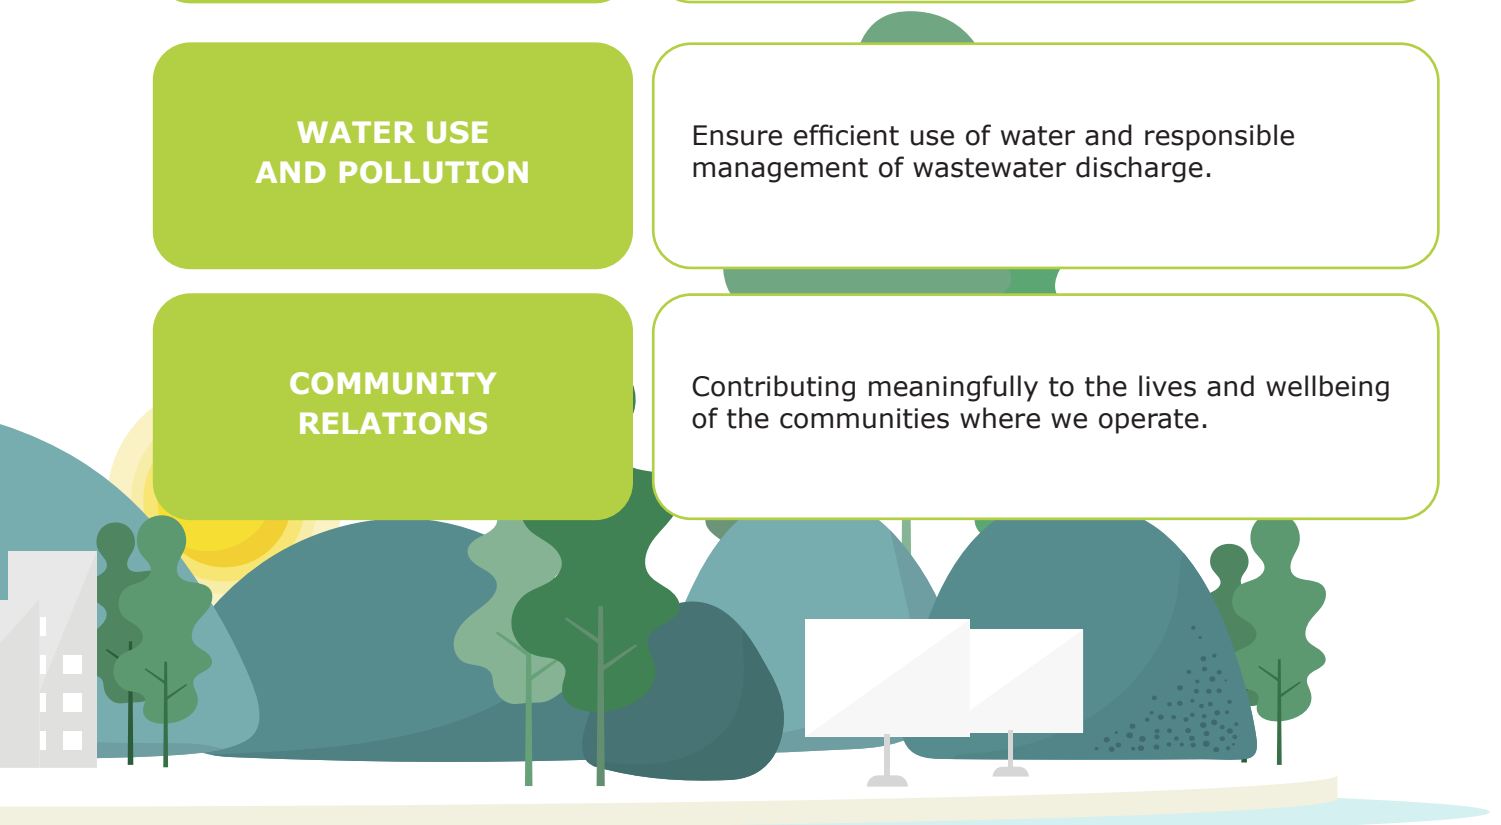 WATER USE
AND POLLUTION
Ensure efficient use of water and responsible
management of wastewater discharge.
COMMUNITY
RELATIONS
Contributing meaningfully to the lives and wellbeing
of the communities where we operate.